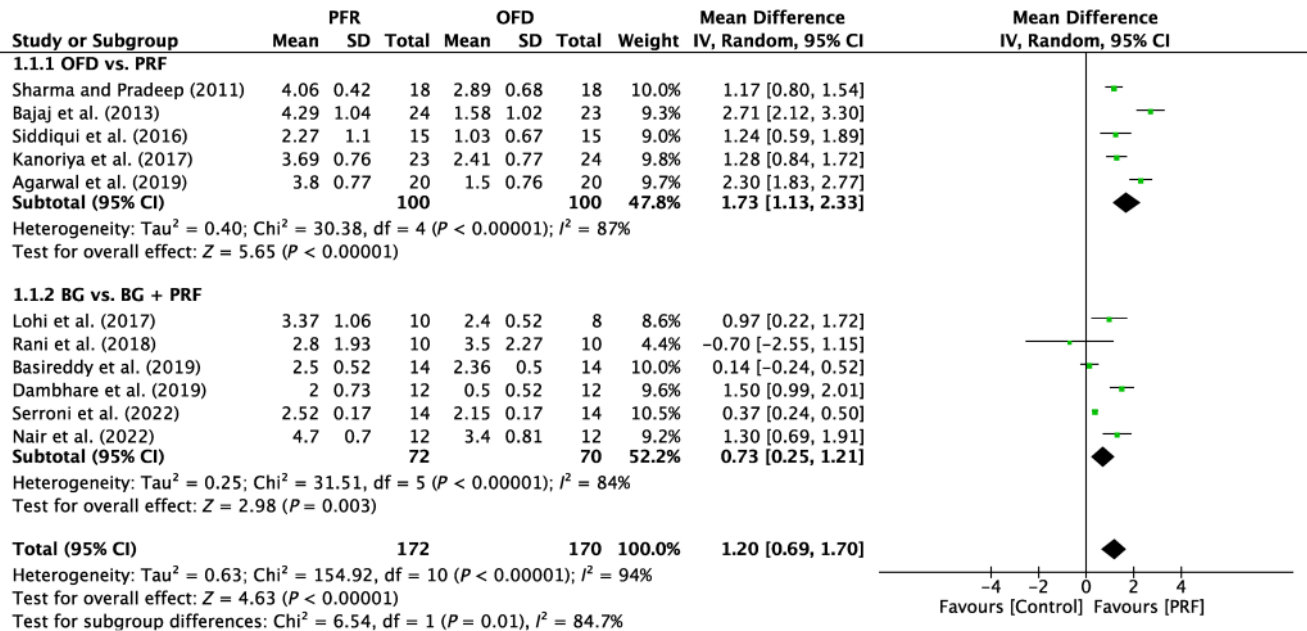 PFR OFD Mean Difference Mean Difference
Study or Subgroup Mean SD Total Mean SD Total Weight IV, Random, 95% CI IV, Random, 95% CI
1.1.1 OFD vs. PRF
Sharma and Pradeep (2011) 4.06 0.42 18 2.89 0.68 18 10.0% 1.17 [0.80, 1.54]
Bajaj et al. (2013) 4.29 1.04 24 1.58 1.02 23 9.3% 2.71 [2.12, 3.30]
Siddiqui et al. (2016) 2.27 1.1 15 1.03 0.67 15 9.0% 1.24 [0.59, 1.89]
Kanoriya et al. (2017) 3.69 0.76 23 2.41 0.77 24 9.8% 1.28 [0.84, 1.72]
Agarwal et al. (2019) 3.8 0.77 20 1.5 0.76 20 9.7% 2.30 [1.83, 2.77]
Subtotal (95% CI) 100 100 47.8% 1.73 [1.13, 2.33]
Heterogeneity: Tau² = 0.40; Chi² = 30.38, df = 4 (P < 0.00001); I² = 87%
Test for overall effect: Z = 5.65 (P < 0.00001)
1.1.2 BG vs. BG + PRF
Lohi et al. (2017) 3.37 1.06 10 2.4 0.52 8 8.6% 0.97 [0.22, 1.72]
Rani et al. (2018) 2.8 1.93 10 3.5 2.27 10 4.4% −0.70 [−2.55, 1.15]
Basireddy et al. (2019) 2.5 0.52 14 2.36 0.5 14 10.0% 0.14 [−0.24, 0.52]
Dambhare et al. (2019) 2 0.73 12 0.5 0.52 12 9.6% 1.50 [0.99, 2.01]
Serroni et al. (2022) 2.52 0.17 14 2.15 0.17 14 10.5% 0.37 [0.24, 0.50]
Nair et al. (2022) 4.7 0.7 12 3.4 0.81 12 9.2% 1.30 [0.69, 1.91]
Subtotal (95% CI) 72 70 52.2% 0.73 [0.25, 1.21]
Heterogeneity: Tau² = 0.25; Chi² = 31.51, df = 5 (P < 0.00001); I² = 84%
Test for overall effect: Z = 2.98 (P = 0.003)
Total (95% CI) 172 170 100.0% 1.20 [0.69, 1.70]
Heterogeneity: Tau² = 0.63; Chi² = 154.92, df = 10 (P < 0.00001); I² = 94%
Test for overall effect: Z = 4.63 (P < 0.00001)
Test for subgroup differences: Chi² = 6.54, df = 1 (P = 0.01), I² = 84.7%
−4 −2 0 2 4
Favours [Control] Favours [PRF]